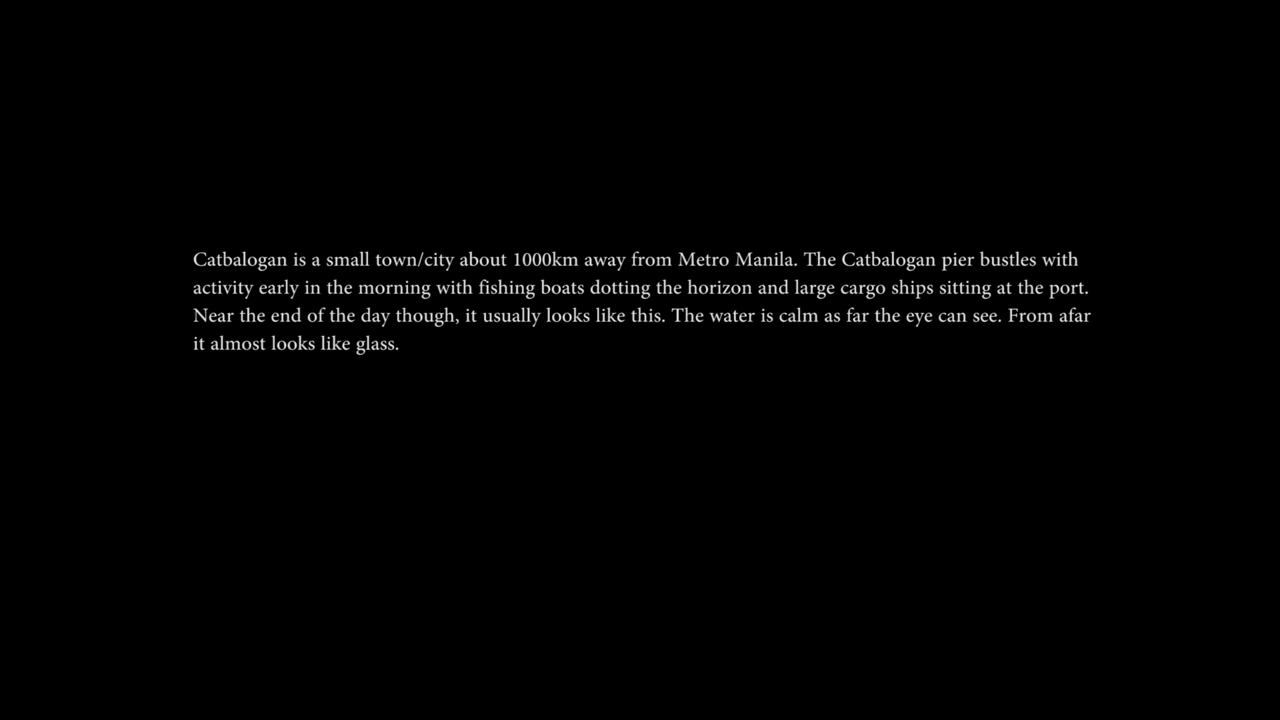 Catbalogan is a small town/city about 1000km away from Metro Manila. The Catbalogan pier bustles with
activity early in the morning with fishing boats dotting the horizon and large cargo ships sitting at the port.
Near the end of the day though, it usually looks like this. The water is calm as far the eye can see. From afar
it almost looks like glass.